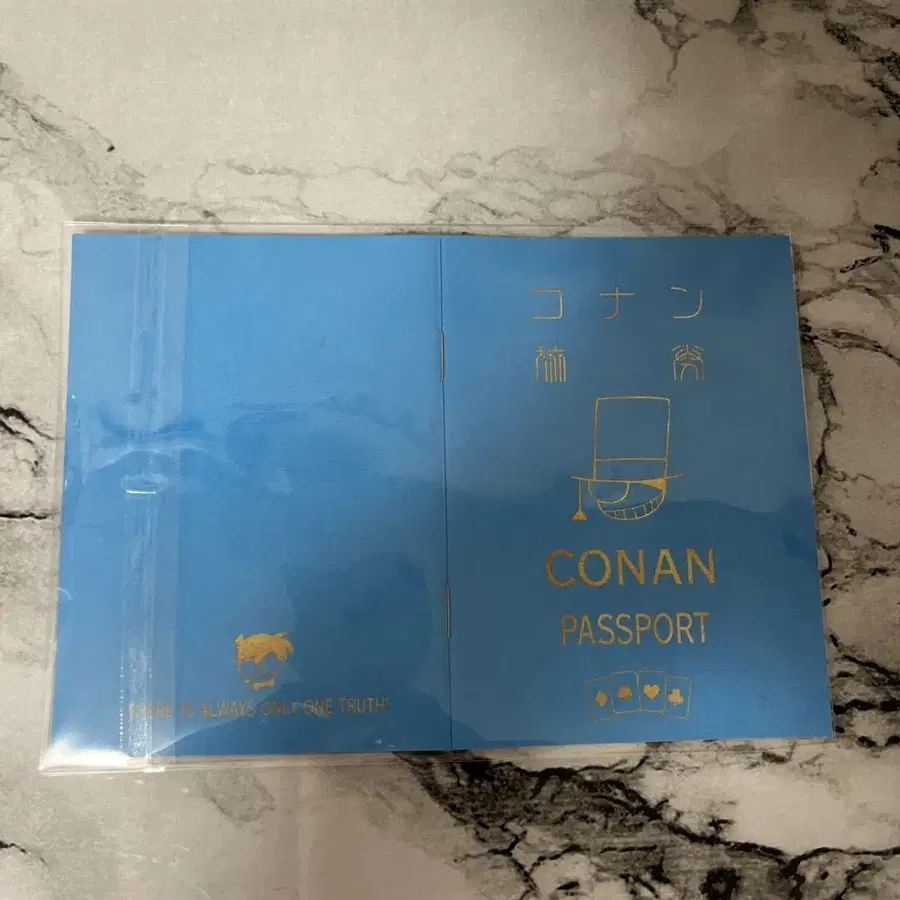 コナン
旅券
CONAN
PASSPORT
THERE IS ALWAYS ONLY ONE TRUTH!